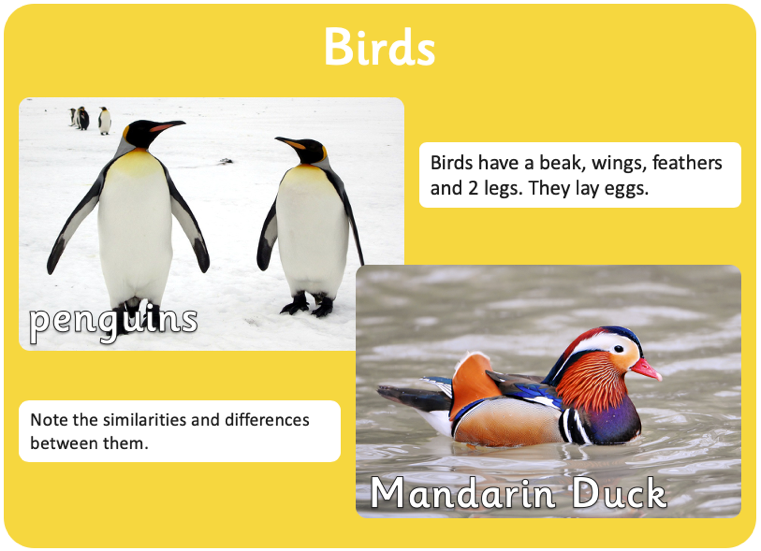 Birds
Birds have a beak, wings, feathers
and 2 legs. They lay eggs.
penguins
Note the similarities and differences
between them.
Mandarin Duck